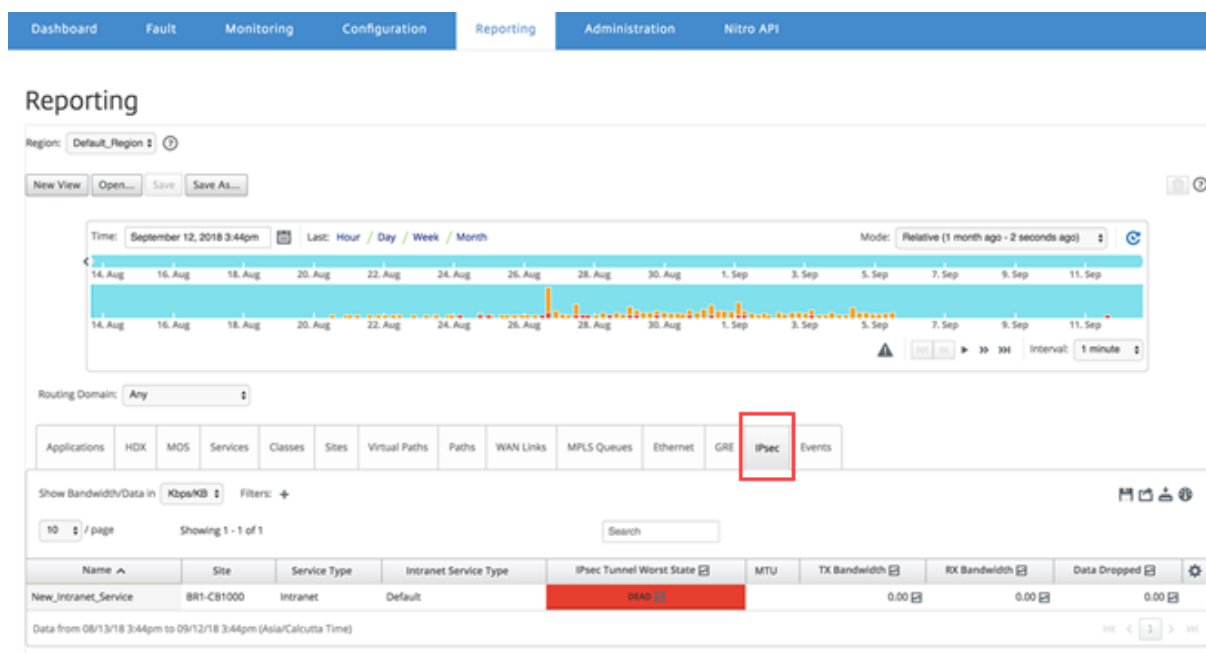 Dashboard Fault Monitoring Configuration Reporting Administration Nitro API
Reporting
Region: Default_Region
New View Open... Save Save As...
Time: September 12, 2018 3:44pm Last: Hour / Day / Week / Month Mode: Relative (1 month ago - 2 seconds ago)
14. Aug 16. Aug 18. Aug 20. Aug 22. Aug 24. Aug 26. Aug 28. Aug 30. Aug 1. Sep 3. Sep 5. Sep 7. Sep 9. Sep 11. Sep
14. Aug 16. Aug 18. Aug 20. Aug 22. Aug 24. Aug 26. Aug 28. Aug 30. Aug 1. Sep 3. Sep 5. Sep 7. Sep 9. Sep 11. Sep
Interval: 1 minute
Routing Domain: Any
Applications HDX MOS Services Classes Sites Virtual Paths Paths WAN Links MPLS Queues Ethernet GRE IPsec Events
Show Bandwidth/Data in Kbps/KB Filters: +
10 / page Showing 1 - 1 of 1 Search
Name Site Service Type Intranet Service Type IPsec Tunnel Worst State MTU TX Bandwidth RX Bandwidth Data Dropped
New_Intranet_Service BR1-CB1000 Intranet Default DEAD 0.00 0.00 0.00
Data from 08/13/18 3:44pm to 09/12/18 3:44pm (Asia/Calcutta Time) 1